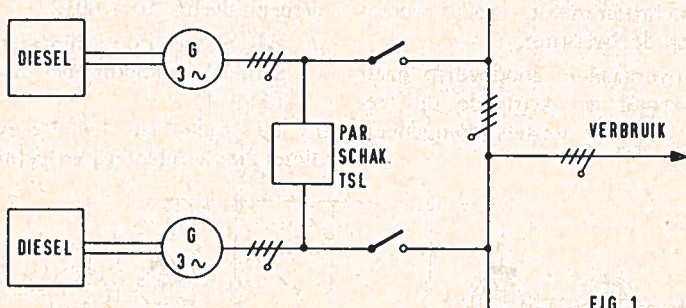 DIESEL
G
3 ~
PAR.
SCHAK.
TSL
VERBRUIK
DIESEL
G
3 ~
FIG. 1